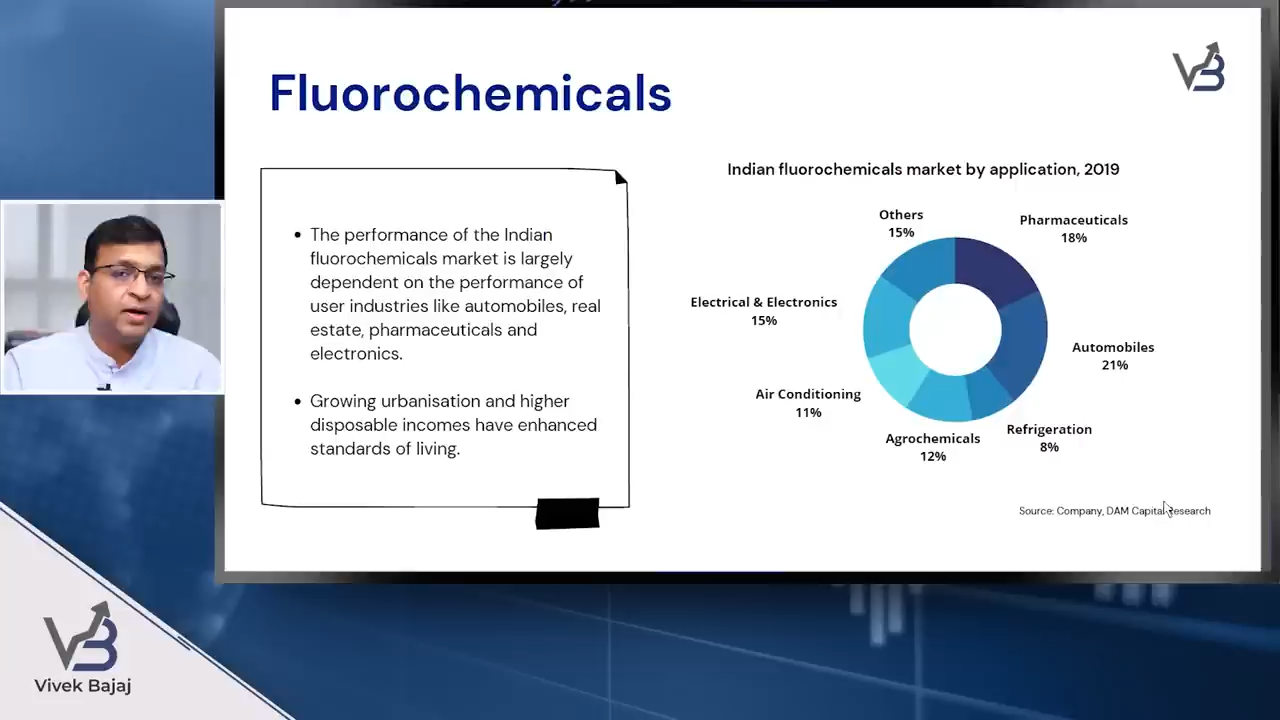 VB
Fluorochemicals
• The performance of the Indian
fluorochemicals market is largely
dependent on the performance of
user industries like automobiles, real
estate, pharmaceuticals and
electronics.
• Growing urbanisation and higher
disposable incomes have enhanced
standards of living.
Indian fluorochemicals market by application, 2019
Others
15%
Pharmaceuticals
18%
Electrical & Electronics
15%
Automobiles
21%
Air Conditioning
11%
Refrigeration
8%
Agrochemicals
12%
Source: Company, DAM Capital Research
VB
Vivek Bajaj